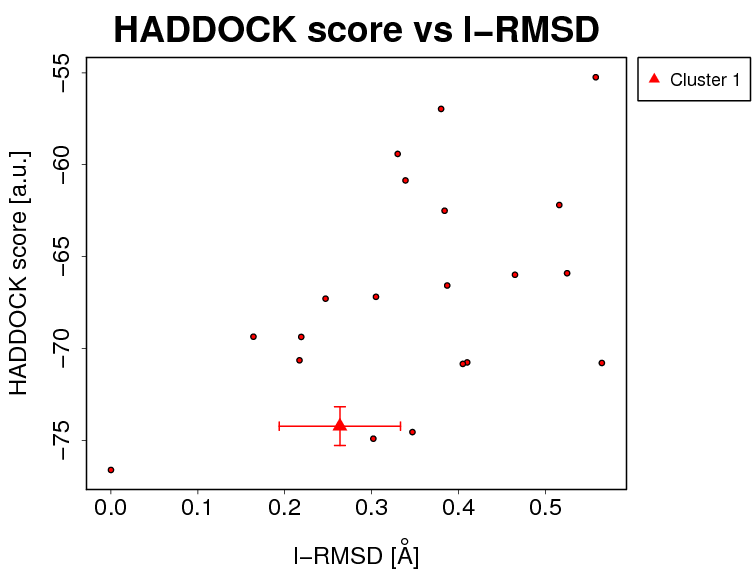 HADDOCK score vs I−RMSD
Cluster 1
HADDOCK score [a.u.]
−55
−60
−65
−70
−75
0.0 0.1 0.2 0.3 0.4 0.5
I−RMSD [Å]